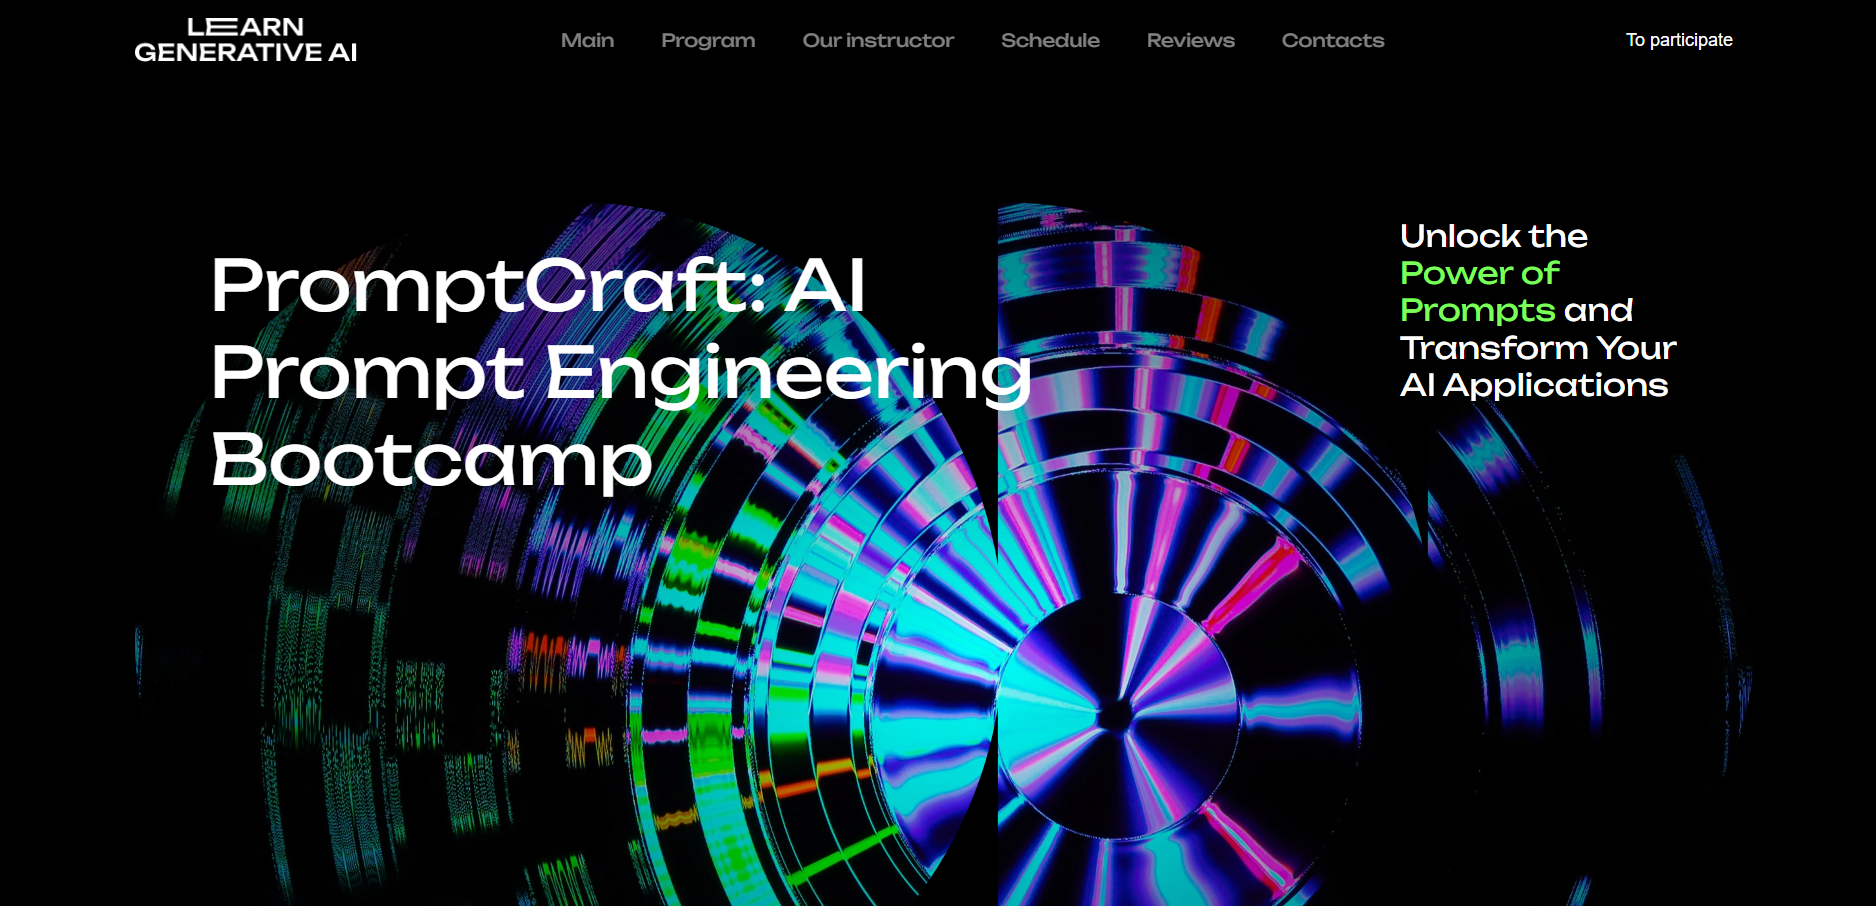 LEARN
GENERATIVE AI
Main Program Our instructor Schedule Reviews Contacts
To participate
PromptCraft: AI
Prompt Engineering
Bootcamp
Unlock the
Power of
Prompts and
Transform Your
AI Applications